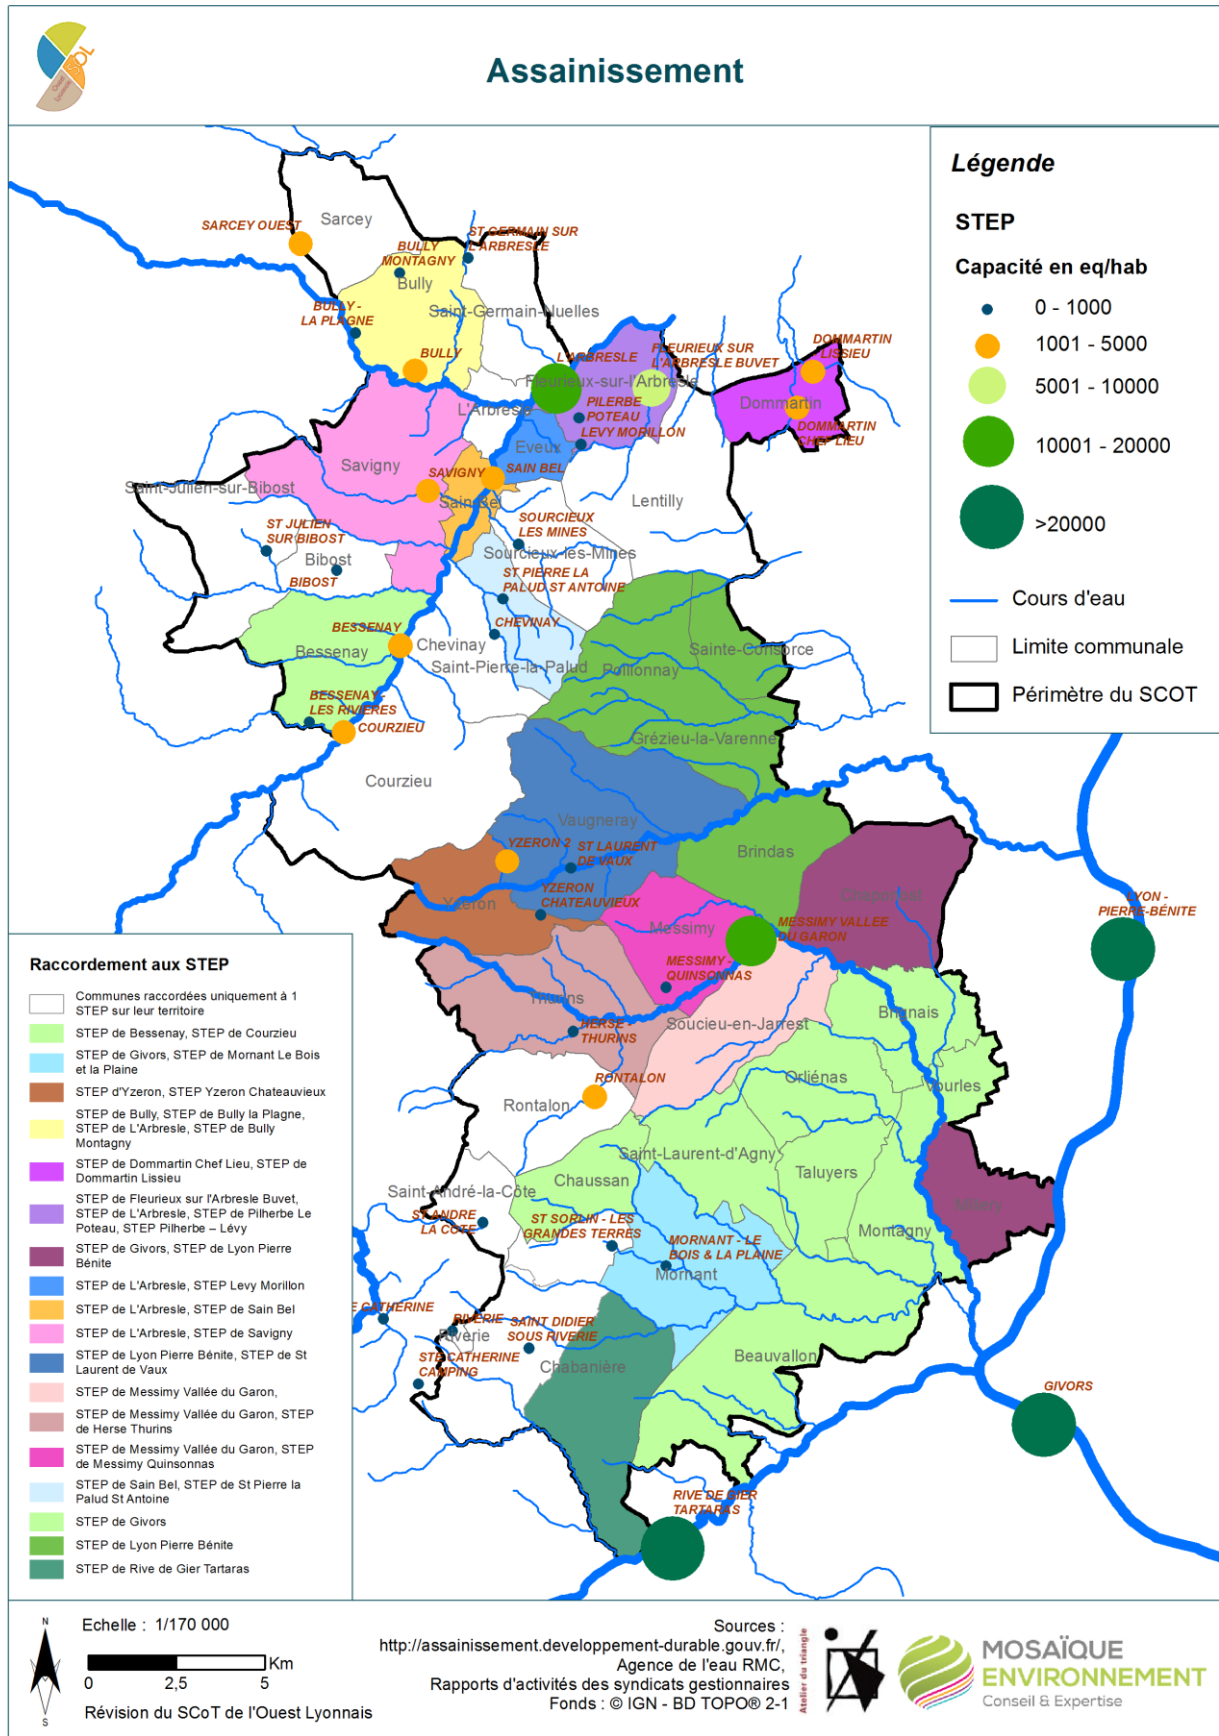 SOL
Ouest
Lyonnais
Assainissement
Légende
STEP
Capacité en eq/hab
0 - 1000
1001 - 5000
5001 - 10000
10001 - 20000
>20000
Cours d'eau
Limite communale
Périmètre du SCOT
Sarcey
SARCEY OUEST
ST GERMAIN SUR
L'ARBRESLE
BULLY
MONTAGNY
Bully
Saint-Germain-Nuelles
BULLY -
LA PLAGNE
BULLY
L'ARBRESLE
FLEURIEUX SUR
L'ARBRESLE BUVET
Fleurieux-sur-l'Arbresle
DOMMARTIN
LISSIEU
Dommartin
DOMMARTIN
CHEF LIEU
L'Arbresle
PILERBE
POTEAU
LEVY MORILLON
Eveux
Savigny
SAVIGNY
SAIN BEL
Sain-Bel
Lentilly
Saint-Julien-sur-Bibost
ST JULIEN
SUR BIBOST
Bibost
BIBOST
SOURCIEUX
LES MINES
Sourcieux-les-Mines
ST PIERRE LA
PALUD ST ANTOINE
CHEVINAY
Chevinay
Saint-Pierre-la-Palud
BESSENAY
Bessenay
BESSENAY -
LES RIVIERES
COURZIEU
Courzieu
Pollionnay
Sainte-Consorce
Grézieu-la-Varenne
Vaugneray
YZERON 2
ST LAURENT
DE VAUX
Brindas
YZERON
CHATEAUVIEUX
Yzeron
Chaponost
LYON -
PIERRE-BÉNITE
Messimy
MESSIMY VALLEE
DU GARON
MESSIMY -
QUINSONNAS
Thurins
HERSE -
THURINS
Soucieu-en-Jarrest
Brignais
RONTALON
Rontalon
Orliénas
Vourles
Saint-Laurent-d'Agny
Chaussan
Taluyers
Saint-André-la-Côte
ST ANDRE
LA COTE
ST SORLIN - LES
GRANDES TERRES
MORNANT - LE
BOIS & LA PLAINE
Mornant
Montagny
Millery
E CATHERINE
RIVERIE
Riverie
SAINT DIDIER
SOUS RIVERIE
STE CATHERINE
CAMPING
Chabanière
Beauvallon
GIVORS
RIVE DE GIER
TARTARAS
Raccordement aux STEP
Communes raccordées uniquement à 1
STEP sur leur territoire
STEP de Bessenay, STEP de Courzieu
STEP de Givors, STEP de Mornant Le Bois
et la Plaine
STEP d'Yzeron, STEP Yzeron Chateauvieux
STEP de Bully, STEP de Bully la Plagne,
STEP de L'Arbresle, STEP de Bully
Montagny
STEP de Dommartin Chef Lieu, STEP de
Dommartin Lissieu
STEP de Fleurieux sur l'Arbresle Buvet,
STEP de L'Arbresle, STEP de Pilherbe Le
Poteau, STEP Pilherbe – Lévy
STEP de Givors, STEP de Lyon Pierre
Bénite
STEP de L'Arbresle, STEP Levy Morillon
STEP de L'Arbresle, STEP de Sain Bel
STEP de L'Arbresle, STEP de Savigny
STEP de Lyon Pierre Bénite, STEP de St
Laurent de Vaux
STEP de Messimy Vallée du Garon,
STEP de Messimy Vallée du Garon, STEP
de Herse Thurins
STEP de Messimy Vallée du Garon, STEP
de Messimy Quinsonnas
STEP de Sain Bel, STEP de St Pierre la
Palud St Antoine
STEP de Givors
STEP de Lyon Pierre Bénite
STEP de Rive de Gier Tartaras
N
S
Echelle : 1/170 000
Km
0 2,5 5
Révision du SCoT de l'Ouest Lyonnais
Sources :
http://assainissement.developpement-durable.gouv.fr/,
Agence de l'eau RMC,
Rapports d'activités des syndicats gestionnaires
Fonds : © IGN - BD TOPO® 2-1
Atelier du triangle
MOSAÏQUE
ENVIRONNEMENT
Conseil & Expertise